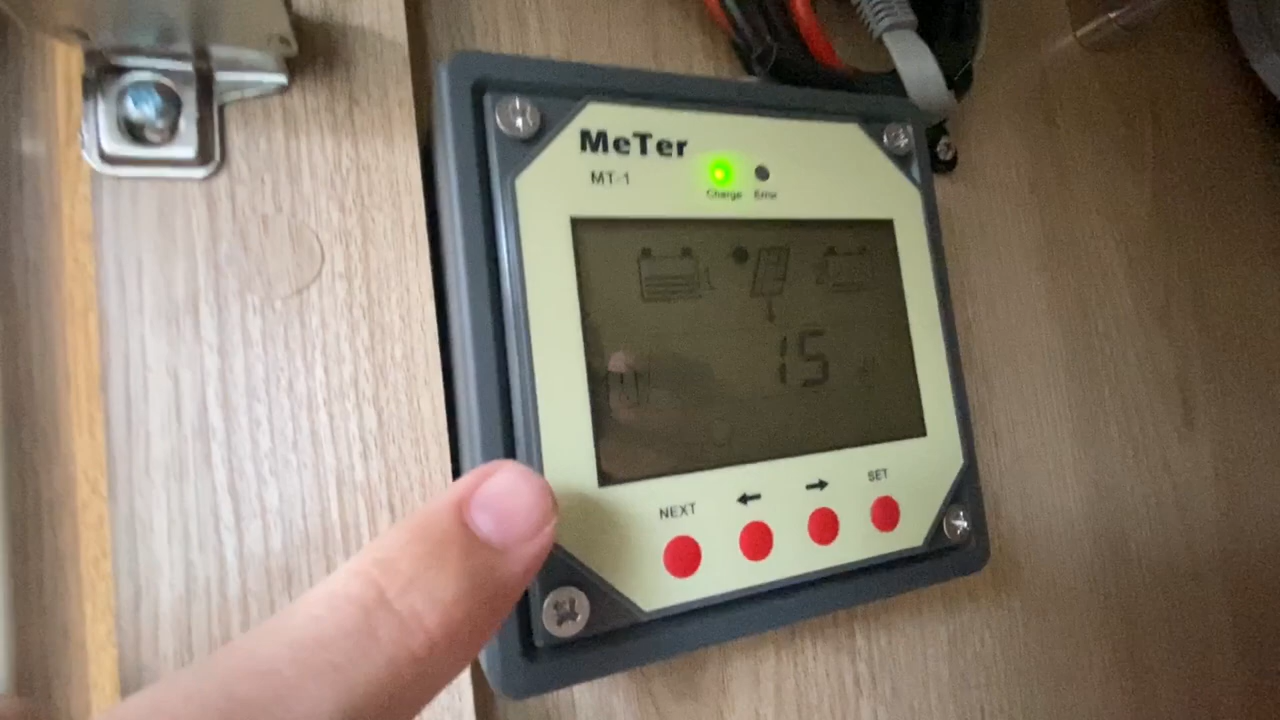 MeTer
MT-1
Charge Error
15
NEXT ← → SET